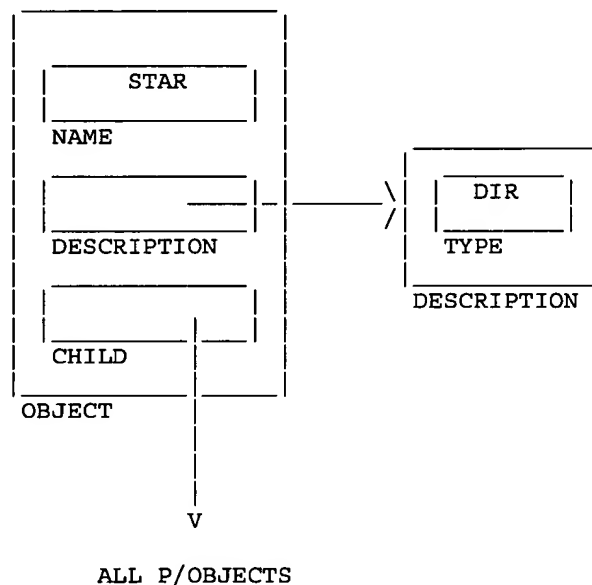 STAR
NAME
DIR
DESCRIPTION
TYPE
DESCRIPTION
CHILD
OBJECT
V
ALL P/OBJECTS